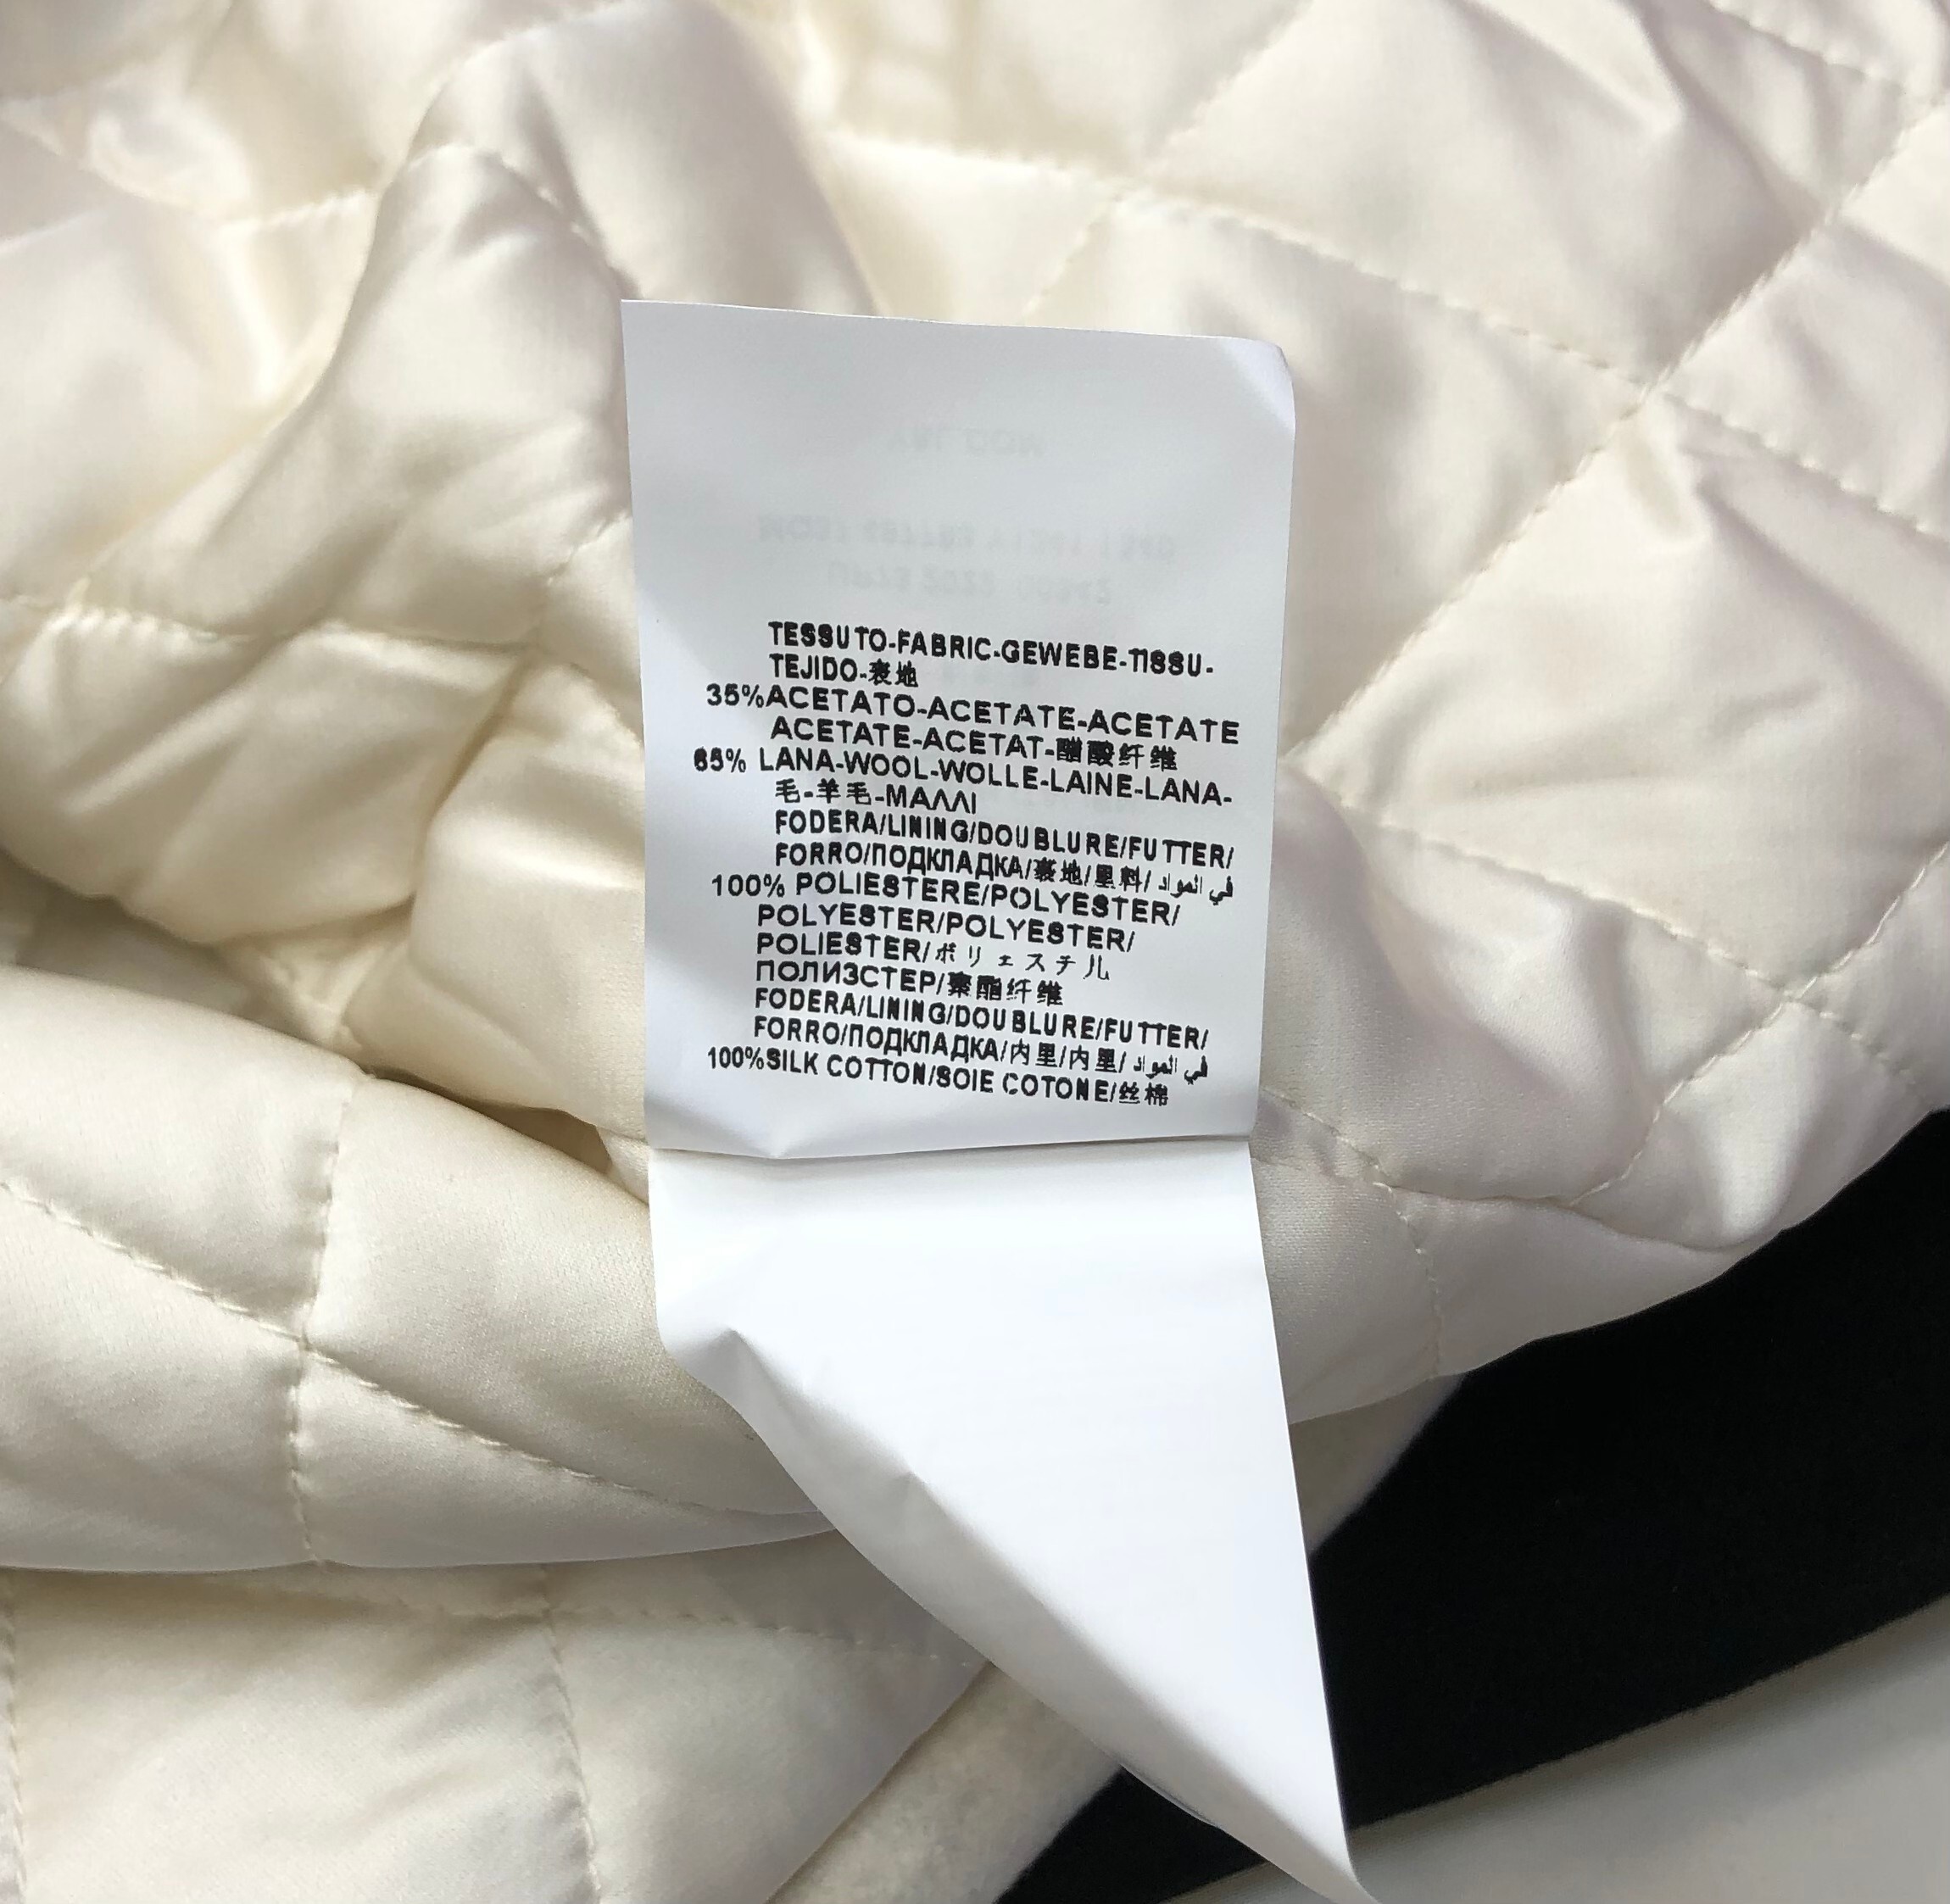 TESSUTO-FABRIC-GEWEBE-TISSU-
TEJIDO-表地
35%ACETATO-ACETATE-ACETATE
ACETATE-ACETAT-醋酸纤维
65% LANA-WOOL-WOLLE-LAINE-LANA-
毛-羊毛-ΜΑΛΛΙ
FODERA/LINING/DOUBLURE/FUTTER/
FORRO/ПОДКЛАДКА/裏地/里料/ في المواد
100% POLIESTERE/POLYESTER/
POLYESTER/POLYESTER/
POLIESTER/ポリェスチル
ПОЛИЗСТЕР/聚酯纤维
FODERA/LINING/DOUBLURE/FUTTER/
FORRO/ПОДКЛАДКА/内里/内里/ في المواد
100%SILK COTTON/SOIE COTONE/丝棉